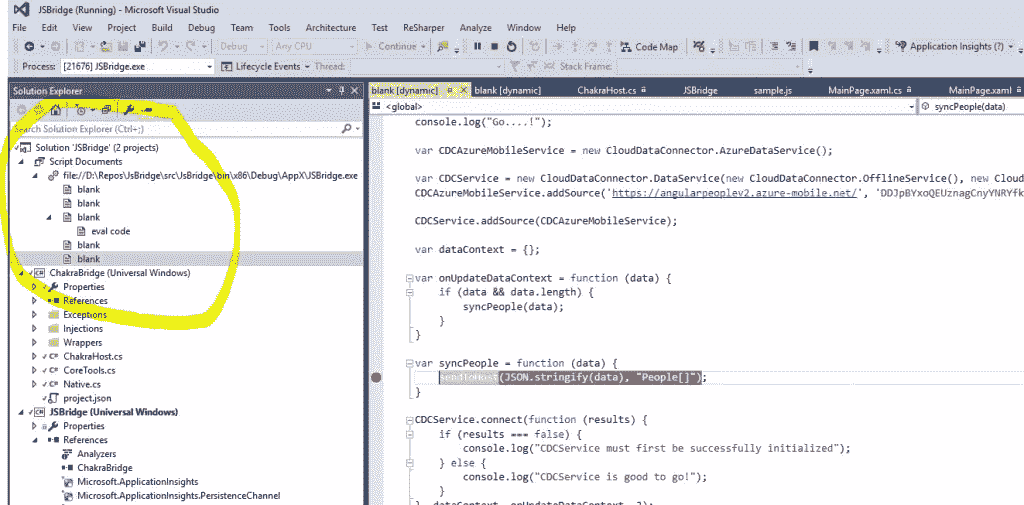 JSBridge (Running) - Microsoft Visual Studio
File Edit View Project Build Debug Team Tools Architecture Test ReSharper Analyze Window Help
Debug Any CPU Continue Code Map Application Insights (?)
Process: [21676] JSBridge.exe Lifecycle Events Thread: Stack Frame:
Solution Explorer
Search Solution Explorer (Ctrl+;)
Solution 'JSBridge' (2 projects)
Script Documents
file://D:\Repos\JsBridge\src\JsBridge\bin\x86\Debug\AppX\JSBridge.exe
blank
blank
blank
eval code
blank
blank
ChakraBridge (Universal Windows)
Properties
References
Exceptions
Injections
Wrappers
ChakraHost.cs
CoreTools.cs
Native.cs
project.json
JSBridge (Universal Windows)
Properties
References
Analyzers
ChakraBridge
Microsoft.ApplicationInsights
Microsoft.ApplicationInsights.PersistenceChannel
blank [dynamic] blank [dynamic] ChakraHost.cs JSBridge sample.js MainPage.xaml.cs MainPage.xaml
<global> syncPeople(data)
console.log("Go....!");
var CDCAzureMobileService = new CloudDataConnector.AzureDataService();
var CDCService = new CloudDataConnector.DataService(new CloudDataConnector.OfflineService(), new Cloud
CDCAzureMobileService.addSource('https://angularpeoplev2.azure-mobile.net/', 'DDJpBYxoQEUznagCnyYNRYfk
CDCService.addSource(CDCAzureMobileService);
var dataContext = {};
var onUpdateDataContext = function (data) {
if (data && data.length) {
syncPeople(data);
}
}
var syncPeople = function (data) {
sendToHost(JSON.stringify(data), "People[]");
}
CDCService.connect(function (results) {
if (results === false) {
console.log("CDCService must first be successfully initialized");
} else {
console.log("CDCService is good to go!");
}